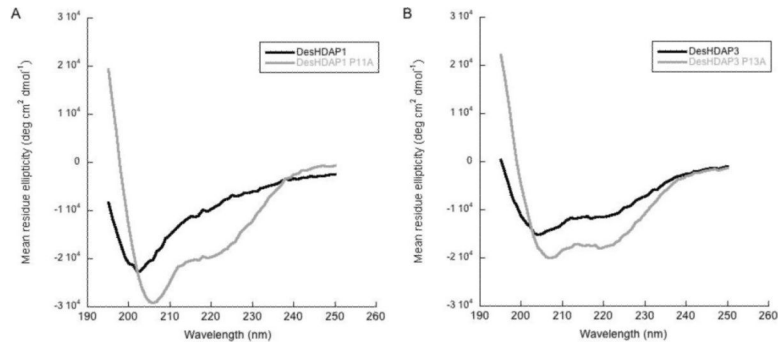 A
Mean residue ellipticity (deg cm² dmol⁻¹)
3 10⁴
2 10⁴
1 10⁴
0
-1 10⁴
-2 10⁴
-3 10⁴
190 200 210 220 230 240 250 260
Wavelength (nm)
DesHDAP1
DesHDAP1 P11A
B
Mean residue ellipticity (deg cm² dmol⁻¹)
3 10⁴
2 10⁴
1 10⁴
0
-1 10⁴
-2 10⁴
-3 10⁴
190 200 210 220 230 240 250 260
Wavelength (nm)
DesHDAP3
DesHDAP3 P13A